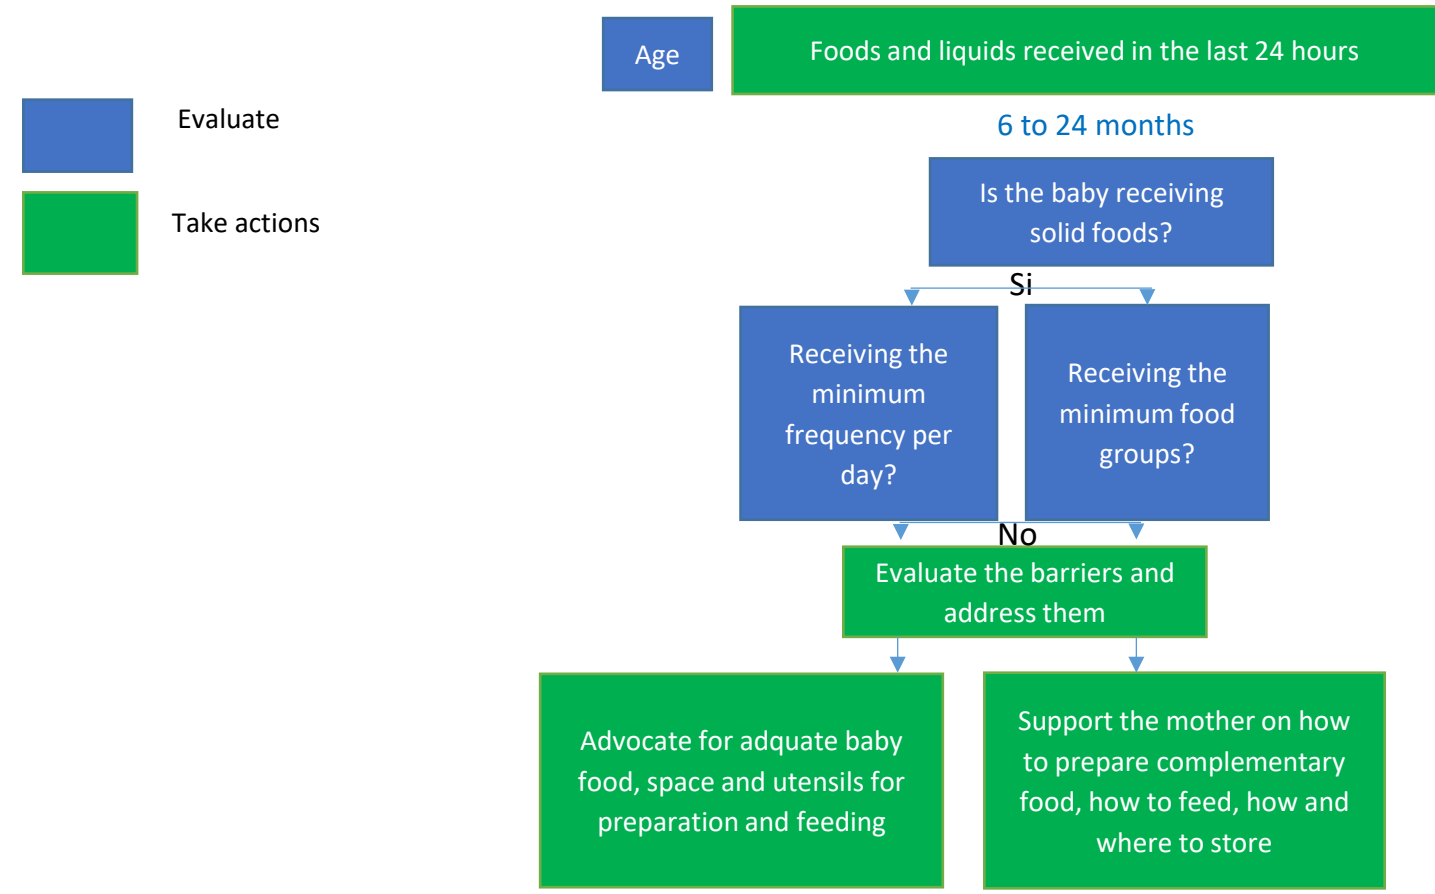 Age
Foods and liquids received in the last 24 hours
Evaluate
6 to 24 months
Take actions
Is the baby receiving
solid foods?
Si
Receiving the
minimum
frequency per
day?
Receiving the
minimum food
groups?
No
Evaluate the barriers and
address them
Advocate for adquate baby
food, space and utensils for
preparation and feeding
Support the mother on how
to prepare complementary
food, how to feed, how and
where to store